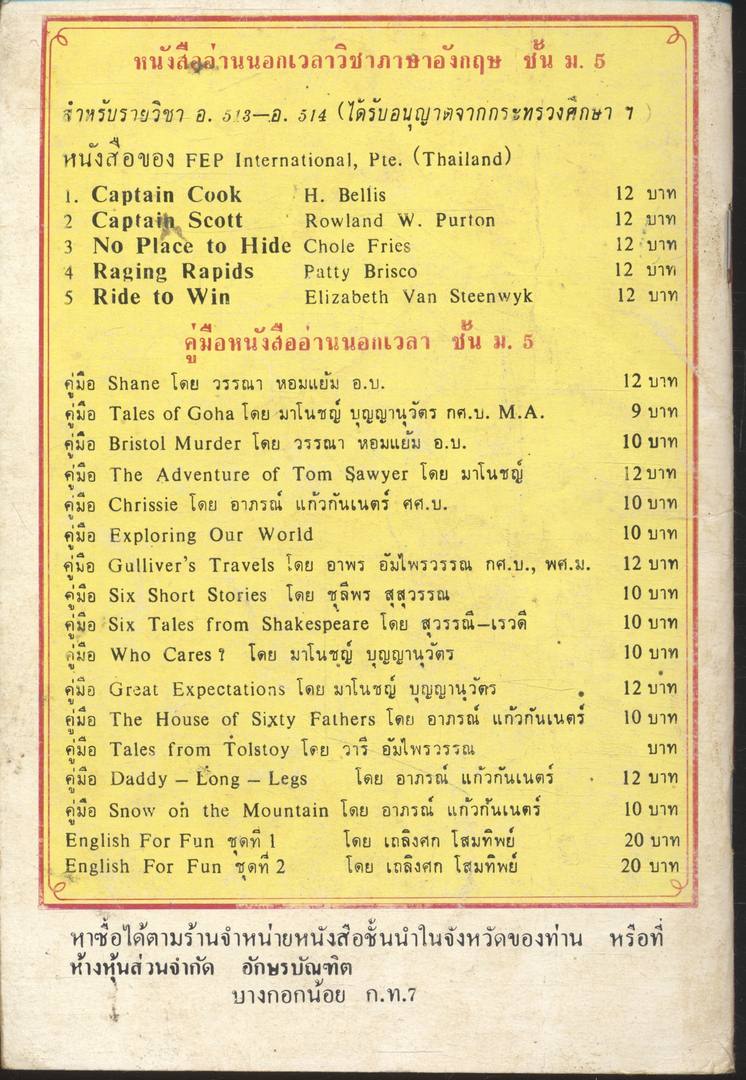 หนังสืออ่านนอกเวลาวิชาภาษาอังกฤษ ชั้น ม. 5
สำหรับรายวิชา อ. 513—อ. 514 (ได้รับอนุญาตจากกระทรวงศึกษา ฯ )
หนังสือของ FEP International, Pte. (Thailand)
1. Captain Cook H. Bellis 12 บาท
2 Captain Scott Rowland W. Purton 12 บาท
3 No Place to Hide Chole Fries 12 บาท
4 Raging Rapids Patty Brisco 12 บาท
5 Ride to Win Elizabeth Van Steenwyk 12 บาท
คู่มือหนังสืออ่านนอกเวลา ชั้น ม. 5
คู่มือ Shane โดย วรรณา หอมแย้ม อ.บ. 12 บาท
คู่มือ Tales of Goha โดย มาโนชญ์ บุญญานุวัตร กศ.บ. M.A. 9 บาท
คู่มือ Bristol Murder โดย วรรณา หอมแย้ม อ.บ. 10 บาท
คู่มือ The Adventure of Tom Sawyer โดย มาโนชญ์ 12 บาท
คู่มือ Chrissie โดย อาภรณ์ แก้วกันเนตร์ ศศ.บ. 10 บาท
คู่มือ Exploring Our World 10 บาท
คู่มือ Gulliver's Travels โดย อาพร อัมไพรวรรณ กศ.บ., พศ.ม. 12 บาท
คู่มือ Six Short Stories โดย ชุลีพร สุสุวรรณ 10 บาท
คู่มือ Six Tales from Shakespeare โดย สุวรรณี—เรวดี 10 บาท
คู่มือ Who Cares ? โดย มาโนชญ์ บุญญานุวัตร 10 บาท
คู่มือ Great Expectations โดย มาโนชญ์ บุญญานุวัตร 12 บาท
คู่มือ The House of Sixty Fathers โดย อาภรณ์ แก้วกันเนตร์ 10 บาท
คู่มือ Tales from Tolstoy โดย วารี อัมไพรวรรณ บาท
คู่มือ Daddy — Long — Legs โดย อาภรณ์ แก้วกันเนตร์ 12 บาท
คู่มือ Snow on the Mountain โดย อาภรณ์ แก้วกันเนตร์ 10 บาท
English For Fun ชุดที่ 1 โดย เถลิงศก โสมทิพย์ 20 บาท
English For Fun ชุดที่ 2 โดย เถลิงศก โสมทิพย์ 20 บาท
หาซื้อได้ตามร้านจำหน่ายหนังสือชั้นนำในจังหวัดของท่าน หรือที่
ห้างหุ้นส่วนจำกัด อักษรบัณฑิต
บางกอกน้อย ก.ท.7